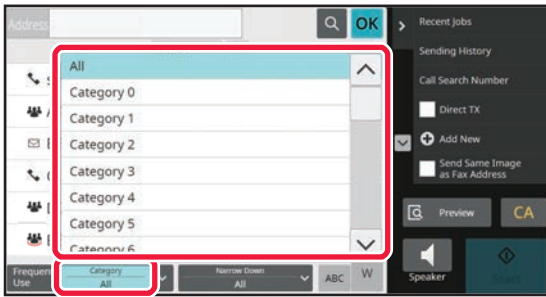 Address
OK
All
Category 0
Category 1
Category 2
Category 3
Category 4
Category 5
Category 6
Frequent
Use
Category
All
Narrow Down
All
ABC
W
Recent Jobs
Sending History
Call Search Number
Direct TX
Add New
Send Same Image
as Fax Address
Preview
CA
Speaker
Start